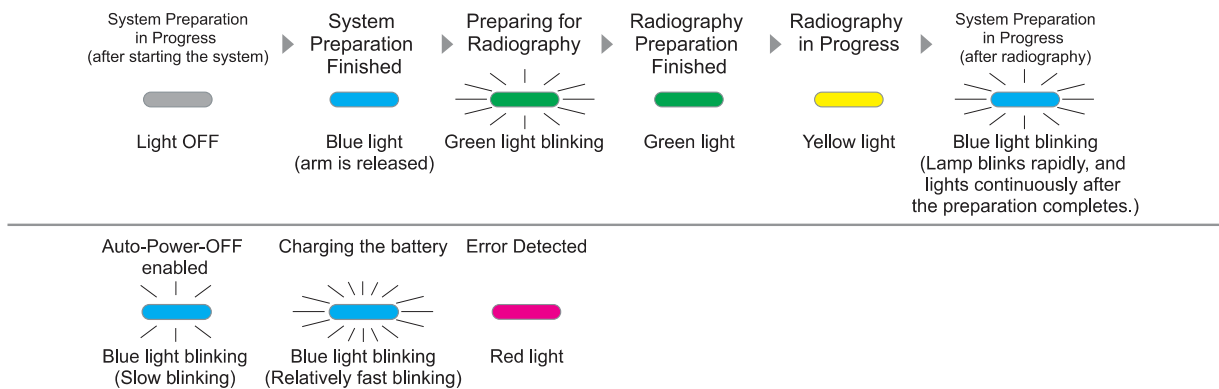 System Preparation
in Progress
(after starting the system)
System
Preparation
Finished
Preparing for
Radiography
Radiography
Preparation
Finished
Radiography
in Progress
System Preparation
in Progress
(after radiography)
Light OFF
Blue light
(arm is released)
Green light blinking
Green light
Yellow light
Blue light blinking
(Lamp blinks rapidly, and
lights continuously after
the preparation completes.)
Auto-Power-OFF
enabled
Charging the battery
Error Detected
Blue light blinking
(Slow blinking)
Blue light blinking
(Relatively fast blinking)
Red light